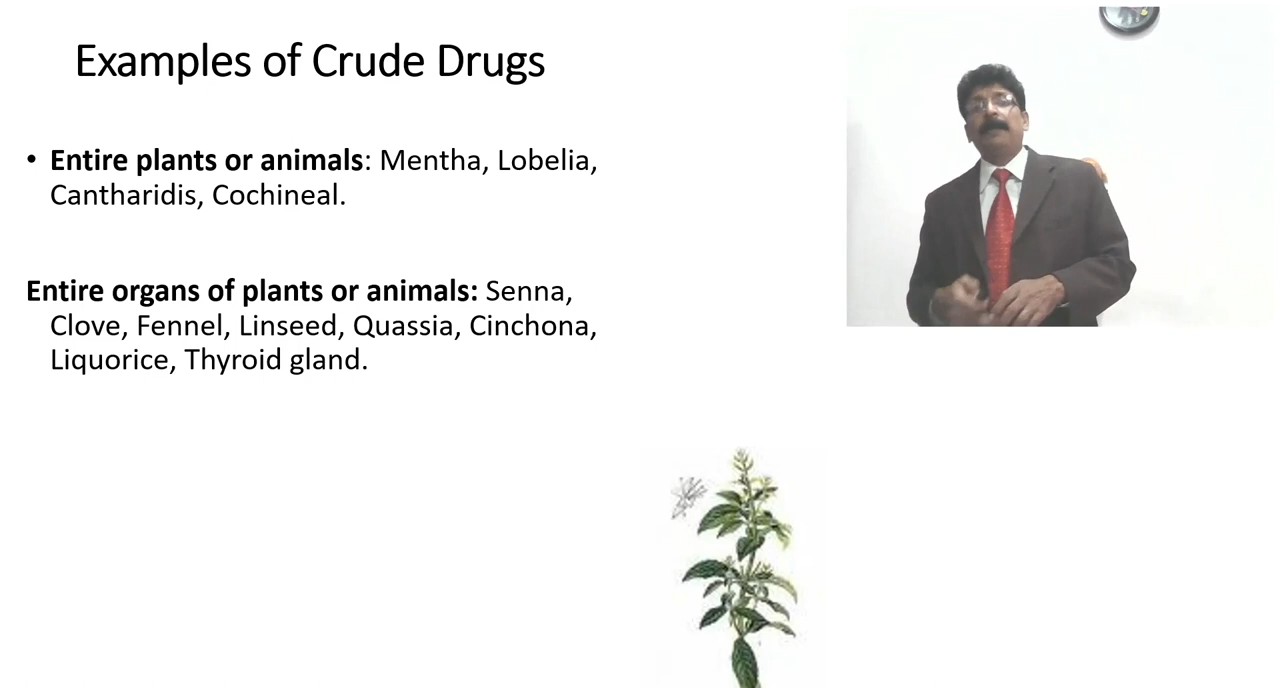 Examples of Crude Drugs
• Entire plants or animals: Mentha, Lobelia,
Cantharidis, Cochineal.
Entire organs of plants or animals: Senna,
Clove, Fennel, Linseed, Quassia, Cinchona,
Liquorice, Thyroid gland.